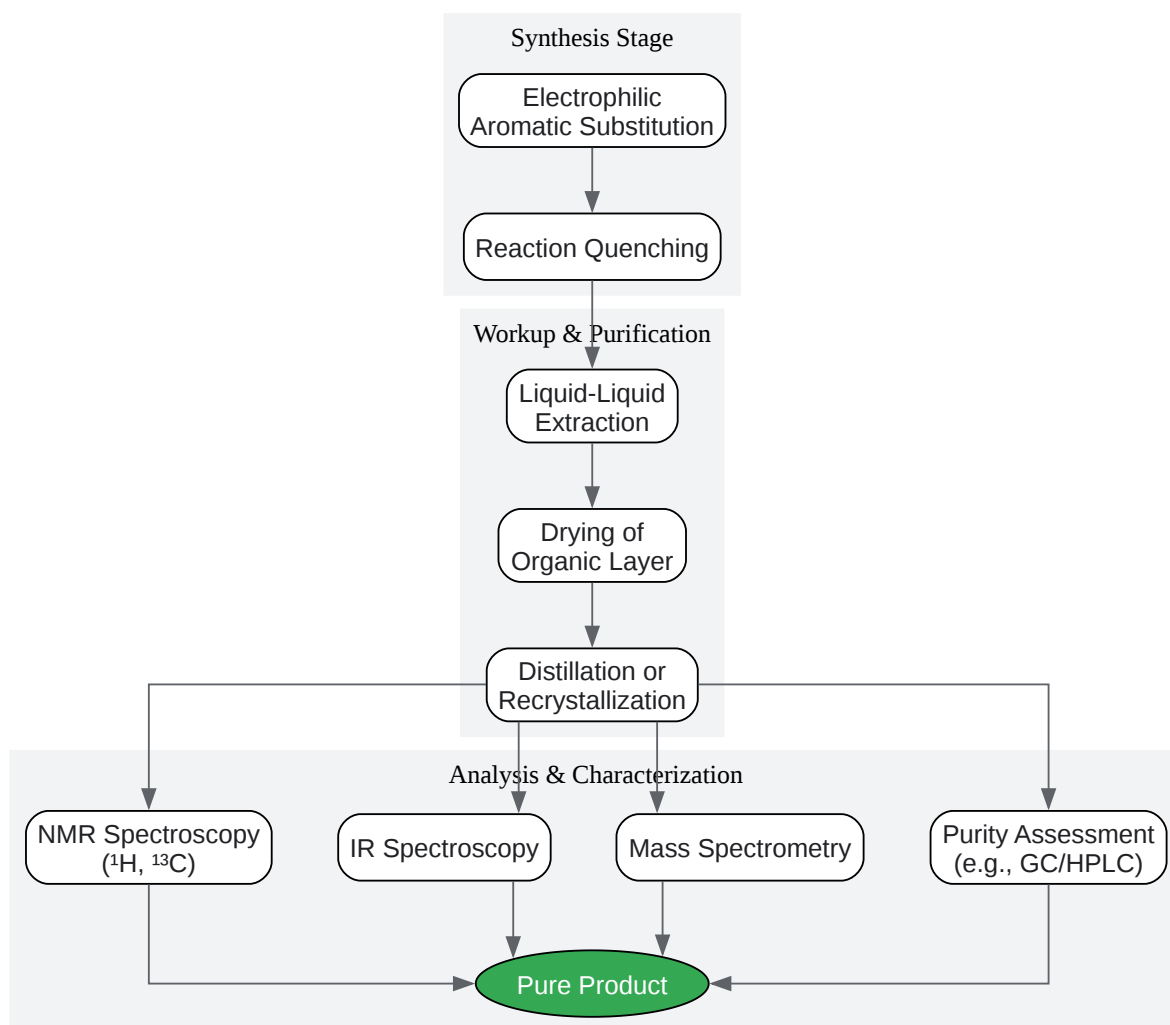 Synthesis Stage
Electrophilic
Aromatic Substitution
Reaction Quenching
Workup & Purification
Liquid-Liquid
Extraction
Drying of
Organic Layer
Distillation or
Recrystallization
Analysis & Characterization
NMR Spectroscopy
(¹H, ¹³C)
IR Spectroscopy
Mass Spectrometry
Purity Assessment
(e.g., GC/HPLC)
Pure Product